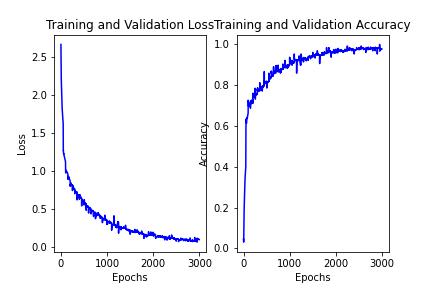 Training and Validation Loss
Loss
2.5
2.0
1.5
1.0
0.5
0.0
0 1000 2000 3000
Epochs
Training and Validation Accuracy
Accuracy
1.0
0.8
0.6
0.4
0.2
0.0
0 1000 2000 3000
Epochs